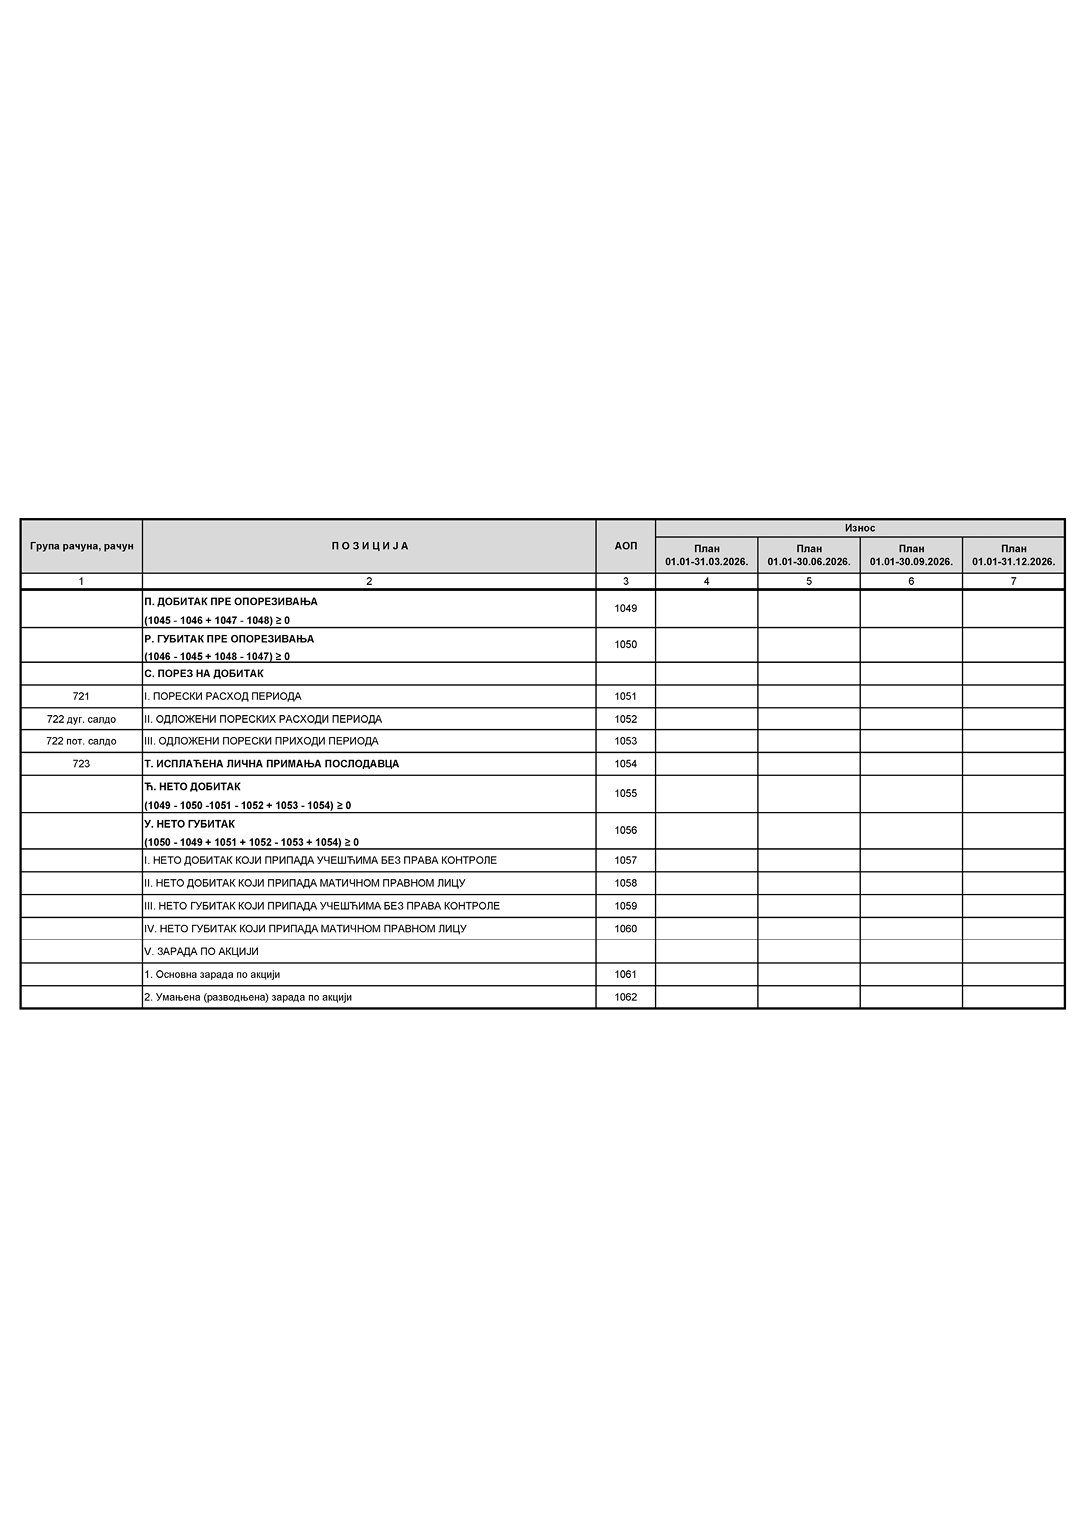 Група рачуна, рачун
П О З И Ц И Ј А
АОП
Износ
План
01.01-31.03.2026.
План
01.01-30.06.2026.
План
01.01-30.09.2026.
План
01.01-31.12.2026.
1 2 3 4 5 6 7
П. ДОБИТАК ПРЕ ОПОРЕЗИВАЊА
(1045 - 1046 + 1047 - 1048) ≥ 0
1049
Р. ГУБИТАК ПРЕ ОПОРЕЗИВАЊА
(1046 - 1045 + 1048 - 1047) ≥ 0
1050
С. ПОРЕЗ НА ДОБИТАК
721 I. ПОРЕСКИ РАСХОД ПЕРИОДА 1051
722 дуг. салдо II. ОДЛОЖЕНИ ПОРЕСКИХ РАСХОДИ ПЕРИОДА 1052
722 пот. салдо III. ОДЛОЖЕНИ ПОРЕСКИ ПРИХОДИ ПЕРИОДА 1053
723 Т. ИСПЛАЋЕНА ЛИЧНА ПРИМАЊА ПОСЛОДАВЦА 1054
Ћ. НЕТО ДОБИТАК
(1049 - 1050 -1051 - 1052 + 1053 - 1054) ≥ 0
1055
У. НЕТО ГУБИТАК
(1050 - 1049 + 1051 + 1052 - 1053 + 1054) ≥ 0
1056
I. НЕТО ДОБИТАК КОЈИ ПРИПАДА УЧЕШЋИМА БЕЗ ПРАВА КОНТРОЛЕ 1057
II. НЕТО ДОБИТАК КОЈИ ПРИПАДА МАТИЧНОМ ПРАВНОМ ЛИЦУ 1058
III. НЕТО ГУБИТАК КОЈИ ПРИПАДА УЧЕШЋИМА БЕЗ ПРАВА КОНТРОЛЕ 1059
IV. НЕТО ГУБИТАК КОЈИ ПРИПАДА МАТИЧНОМ ПРАВНОМ ЛИЦУ 1060
V. ЗАРАДА ПО АКЦИЈИ
1. Основна зарада по акцији 1061
2. Умањена (разводњена) зарада по акцији 1062